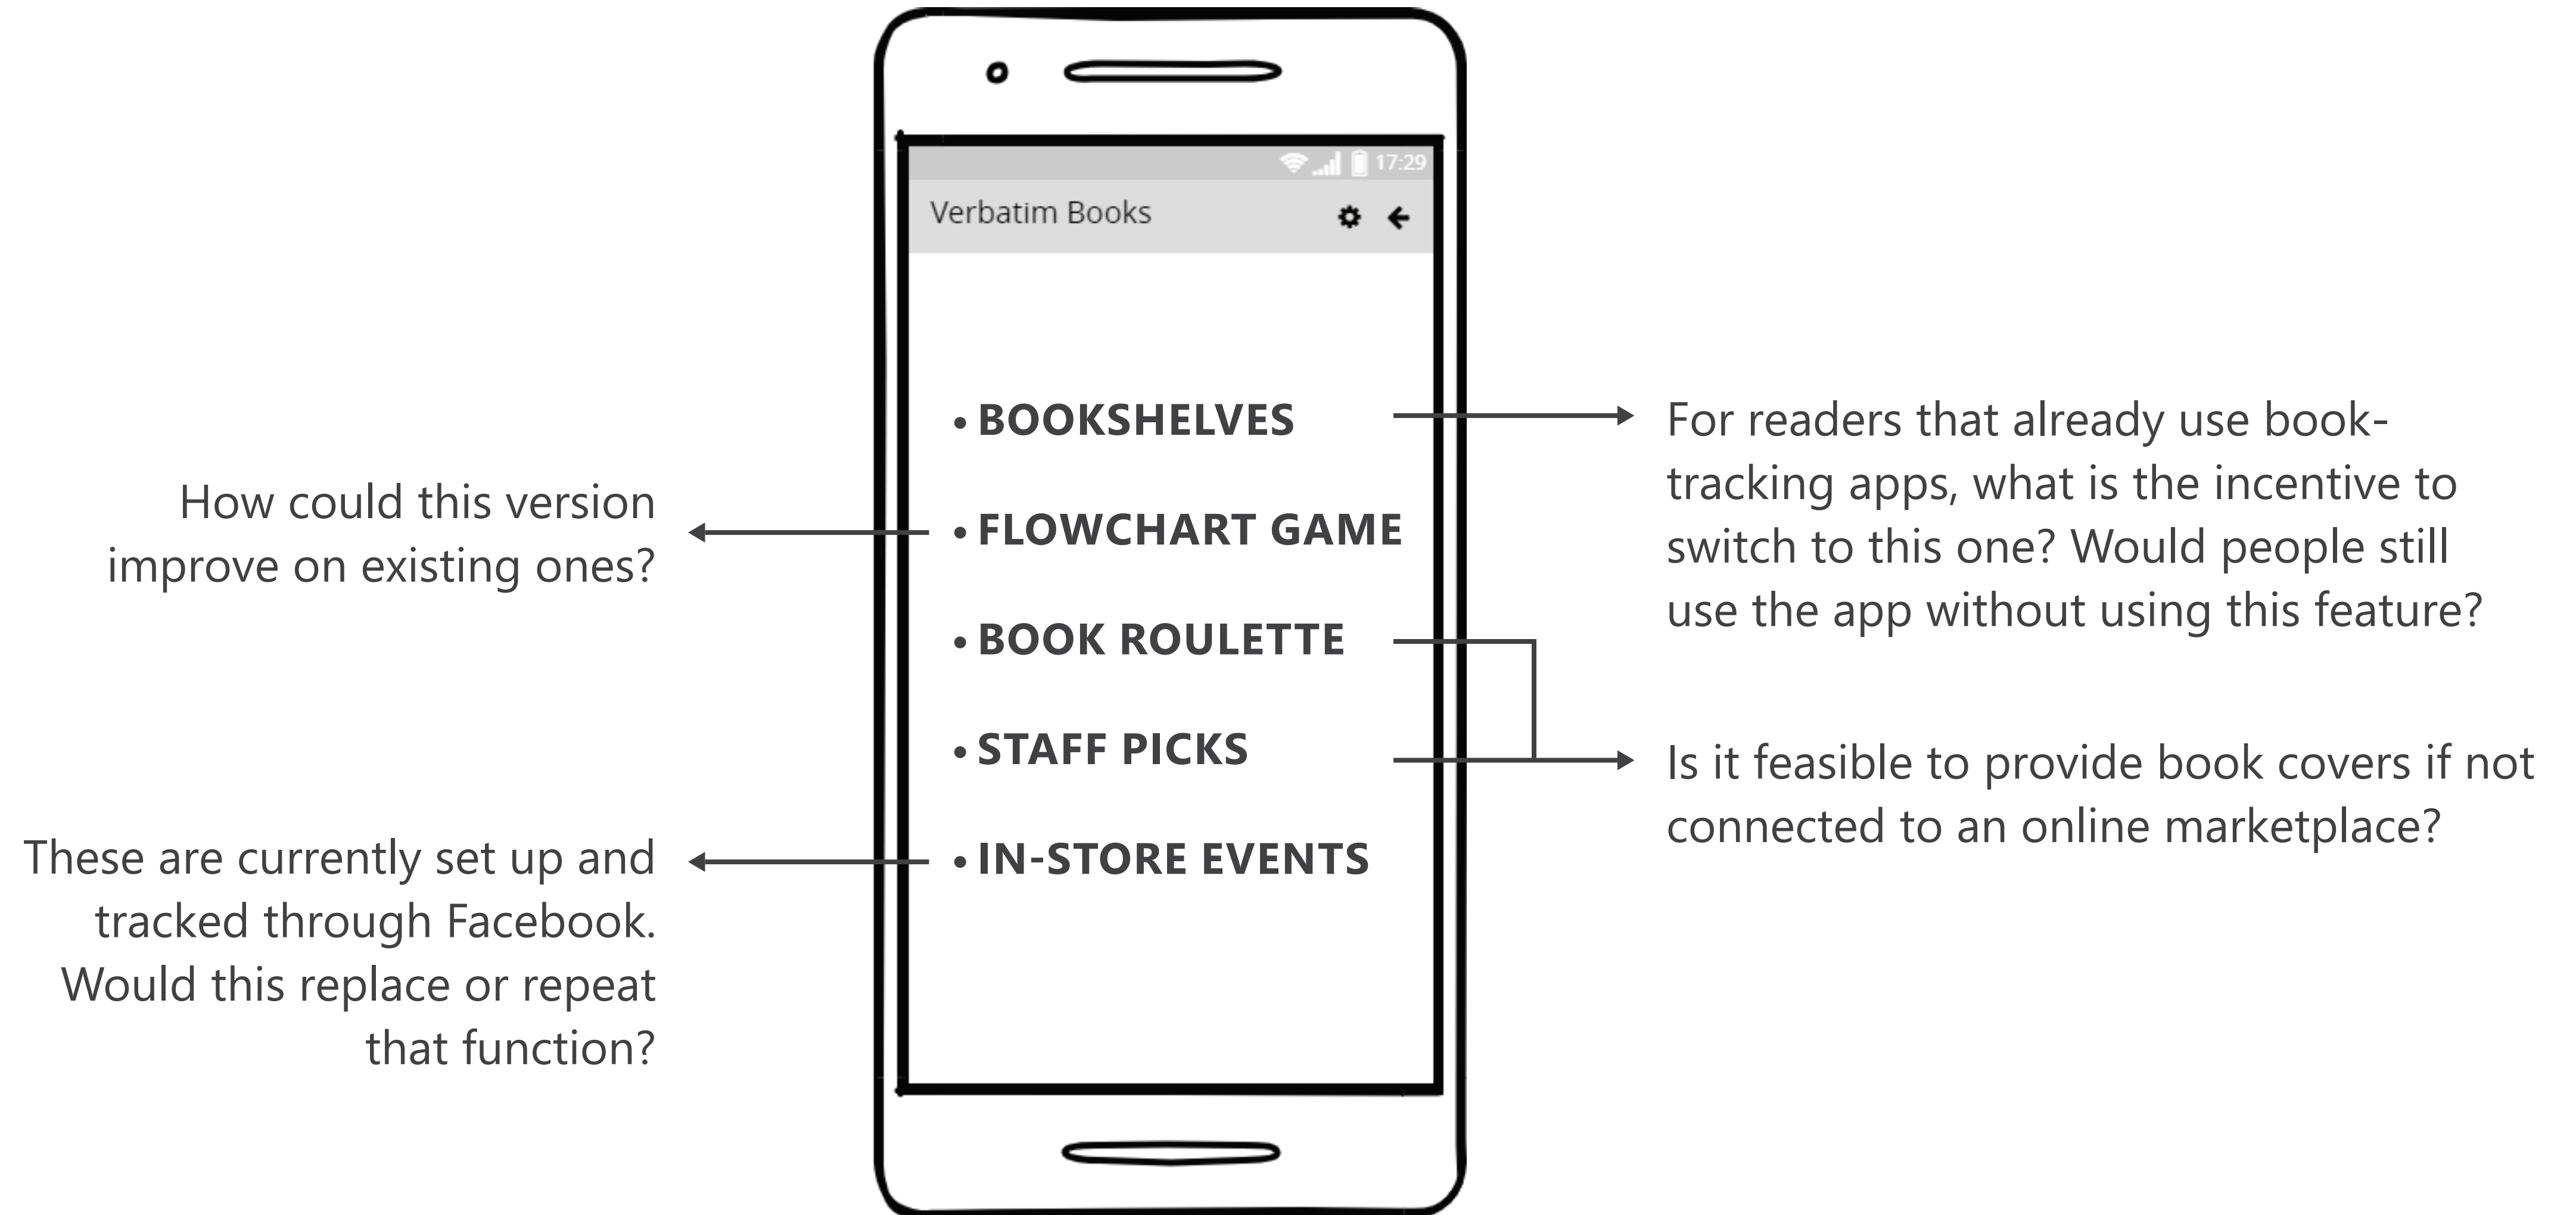 17:29
Verbatim Books
• BOOKSHELVES
• FLOWCHART GAME
• BOOK ROULETTE
• STAFF PICKS
• IN-STORE EVENTS
How could this version
improve on existing ones?
These are currently set up and
tracked through Facebook.
Would this replace or repeat
that function?
For readers that already use book-
tracking apps, what is the incentive to
switch to this one? Would people still
use the app without using this feature?
Is it feasible to provide book covers if not
connected to an online marketplace?